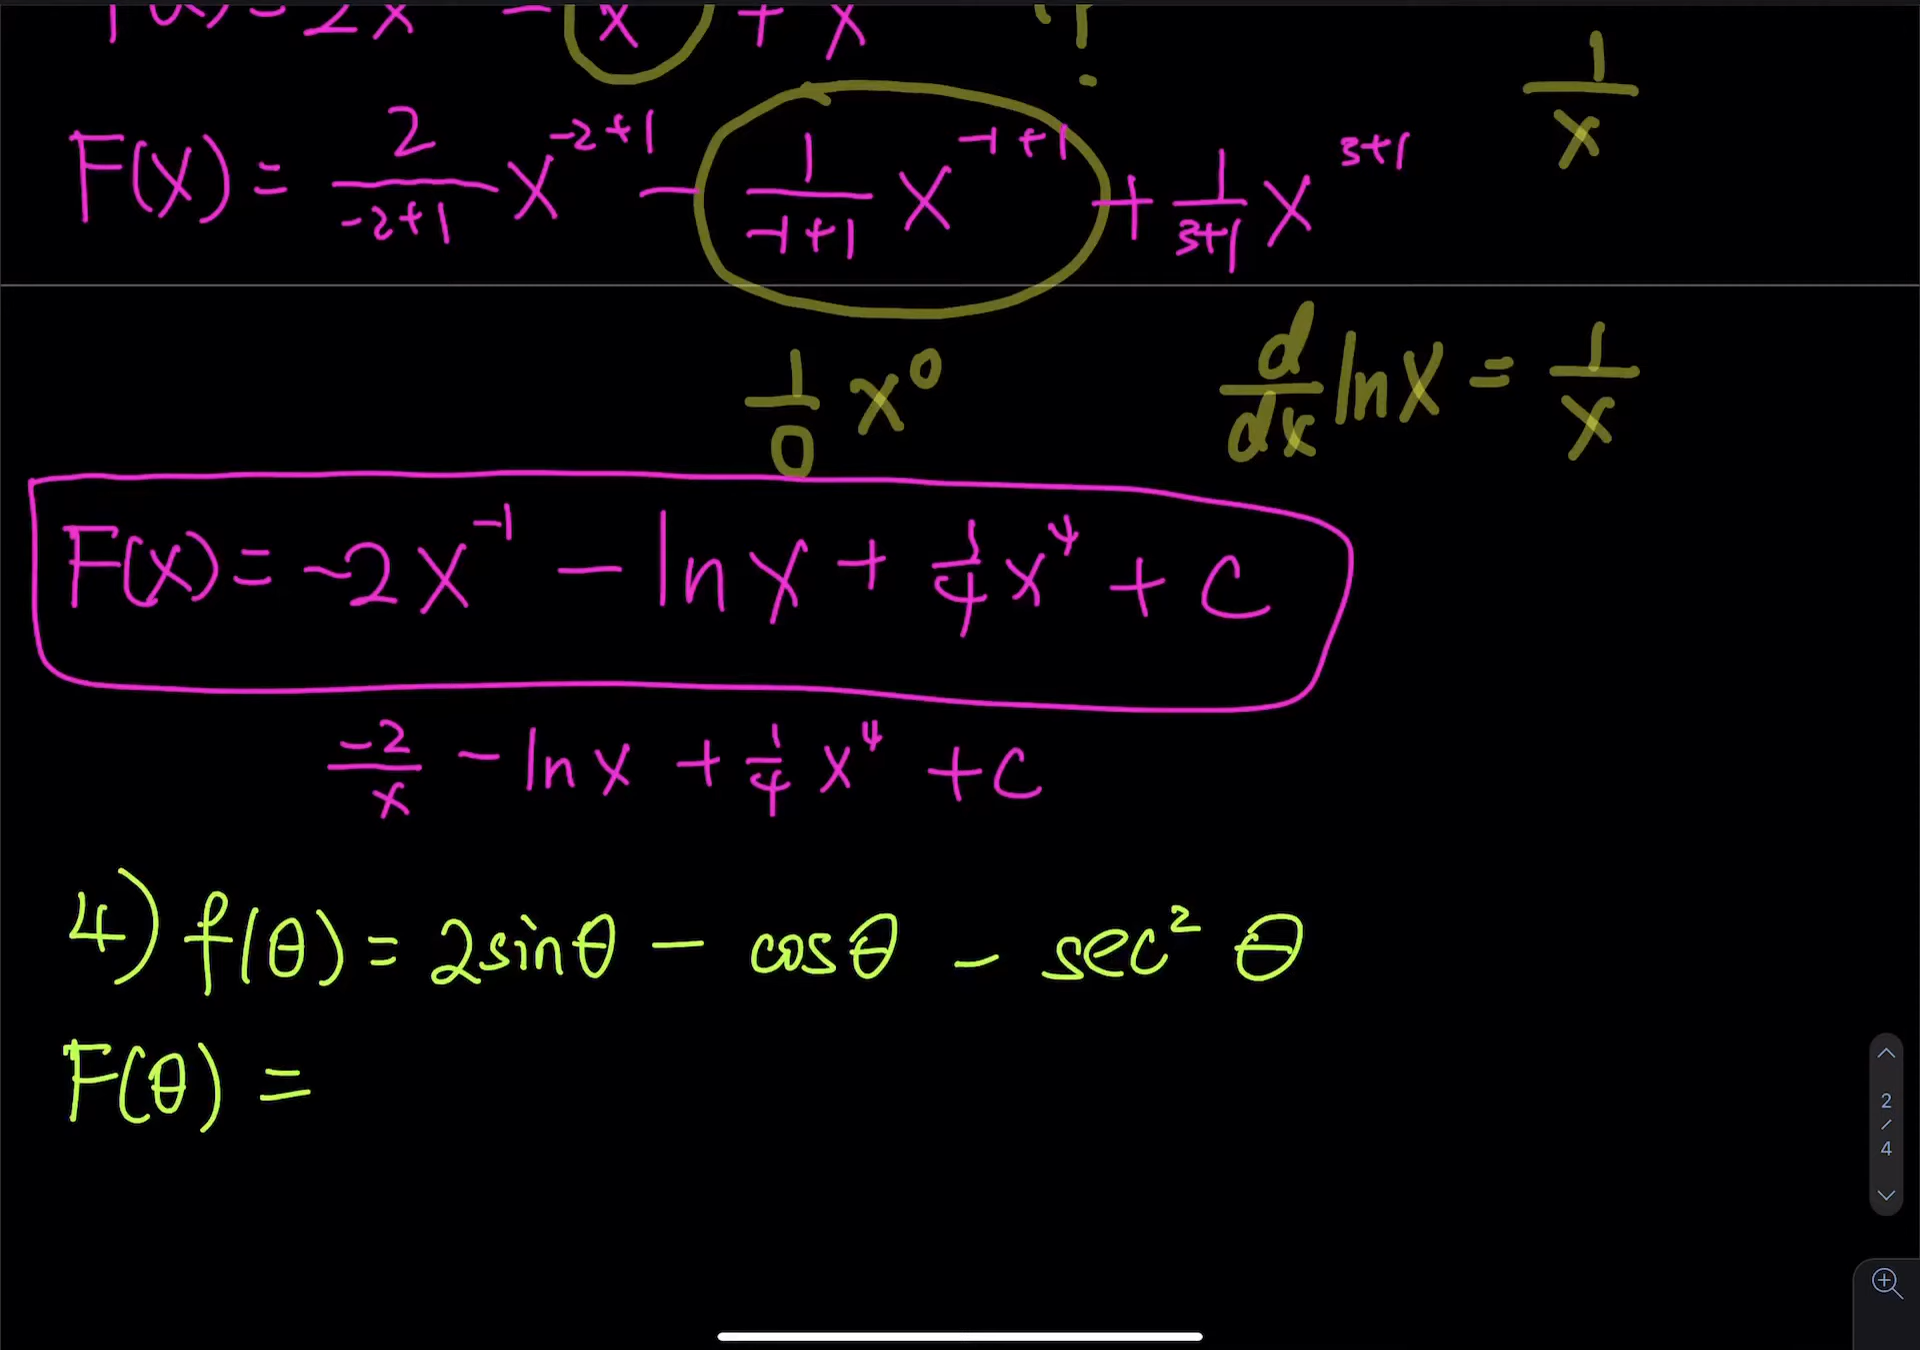 f(x) = 2x - x + x
1/x
F(x) = 2/(-2+1) x^(-2+1) - 1/(-1+1) x^(-1+1) + 1/(3+1) x^(3+1)
1/0 x^0
d/dx ln x = 1/x
F(x) = -2x^-1 - ln x + 1/4 x^4 + C
-2/x - ln x + 1/4 x^4 + C
4) f(θ) = 2sinθ - cosθ - sec² θ
F(θ) =
2 / 4